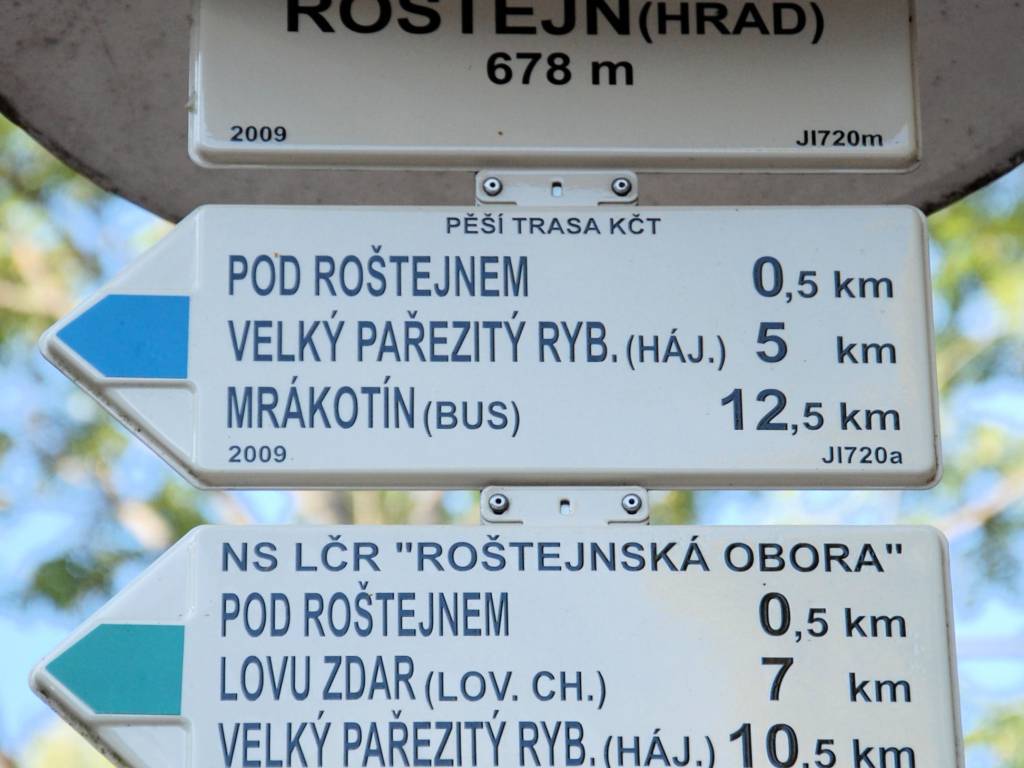 ROŠTEJN (HRAD)
678 m
2009 JI720m
PĚŠÍ TRASA KČT
POD ROŠTEJNEM 0,5 km
VELKÝ PAŘEZITÝ RYB. (HÁJ.) 5 km
MRÁKOTÍN (BUS) 12,5 km
2009 JI720a
NS LČR "ROŠTEJNSKÁ OBORA"
POD ROŠTEJNEM 0,5 km
LOVU ZDAR (LOV. CH.) 7 km
VELKÝ PAŘEZITÝ RYB. (HÁJ.) 10,5 km